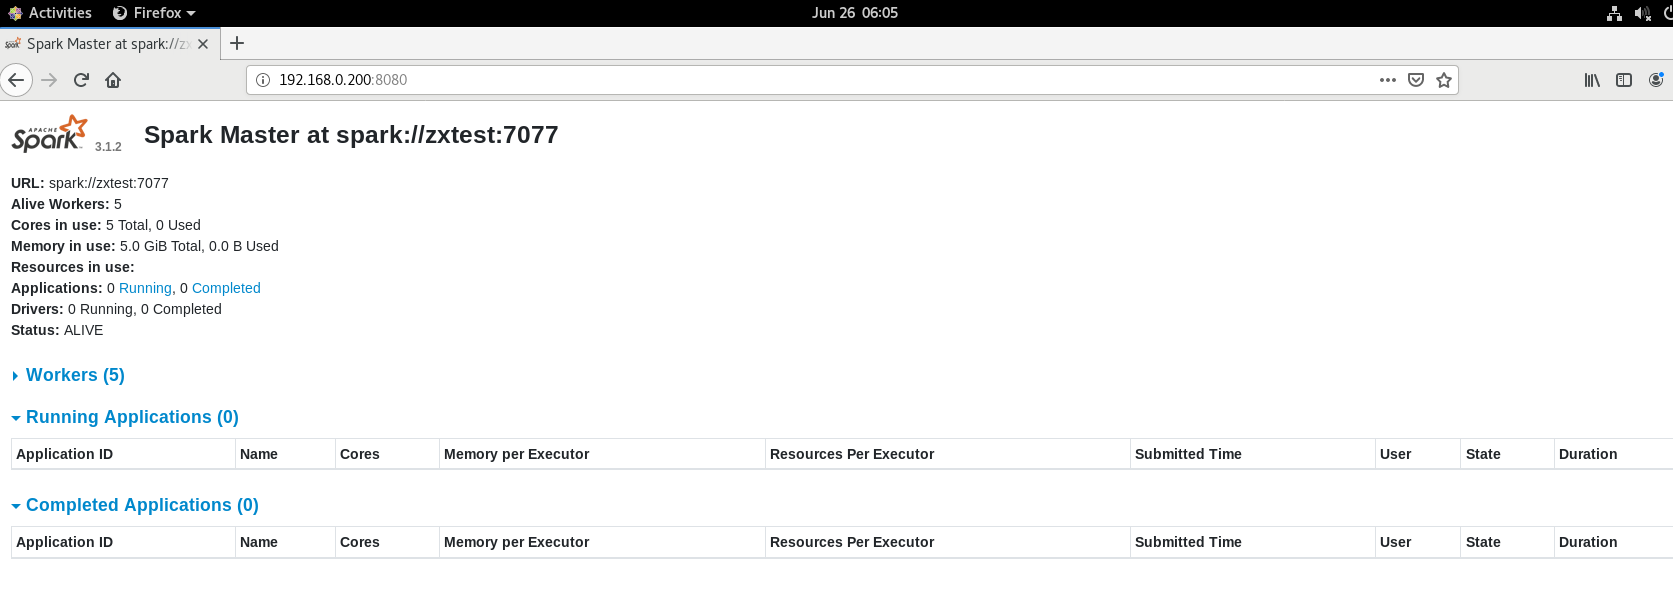 Activities Firefox Jun 26 06:05
Spark Master at spark://zx
192.168.0.200:8080
APACHE Spark 3.1.2 Spark Master at spark://zxtest:7077
URL: spark://zxtest:7077
Alive Workers: 5
Cores in use: 5 Total, 0 Used
Memory in use: 5.0 GiB Total, 0.0 B Used
Resources in use:
Applications: 0 Running, 0 Completed
Drivers: 0 Running, 0 Completed
Status: ALIVE
Workers (5)
Running Applications (0)
Application ID Name Cores Memory per Executor Resources Per Executor Submitted Time User State Duration
Completed Applications (0)
Application ID Name Cores Memory per Executor Resources Per Executor Submitted Time User State Duration